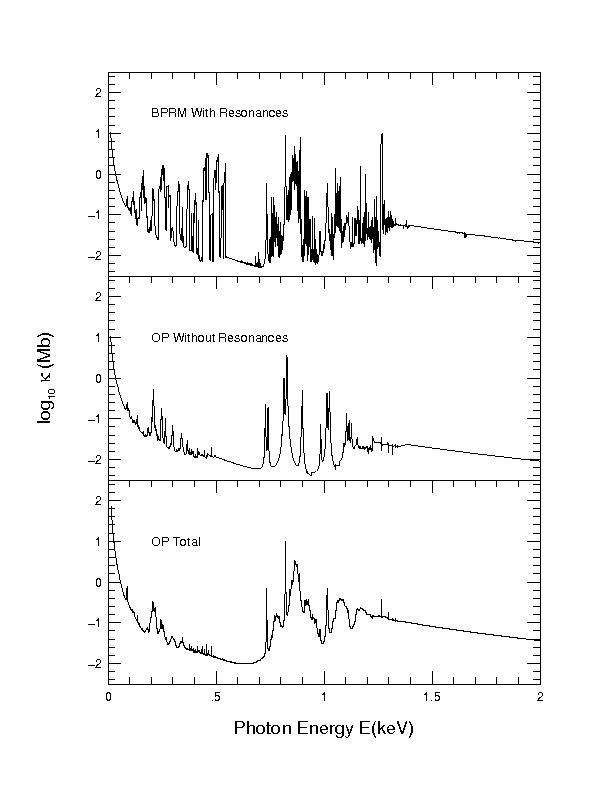 2
BPRM With Resonances
1
0
−1
−2
2
OP Without Resonances
1
0
−1
−2
log₁₀ κ (Mb)
2
OP Total
1
0
−1
−2
0 .5 1 1.5 2
Photon Energy E(keV)